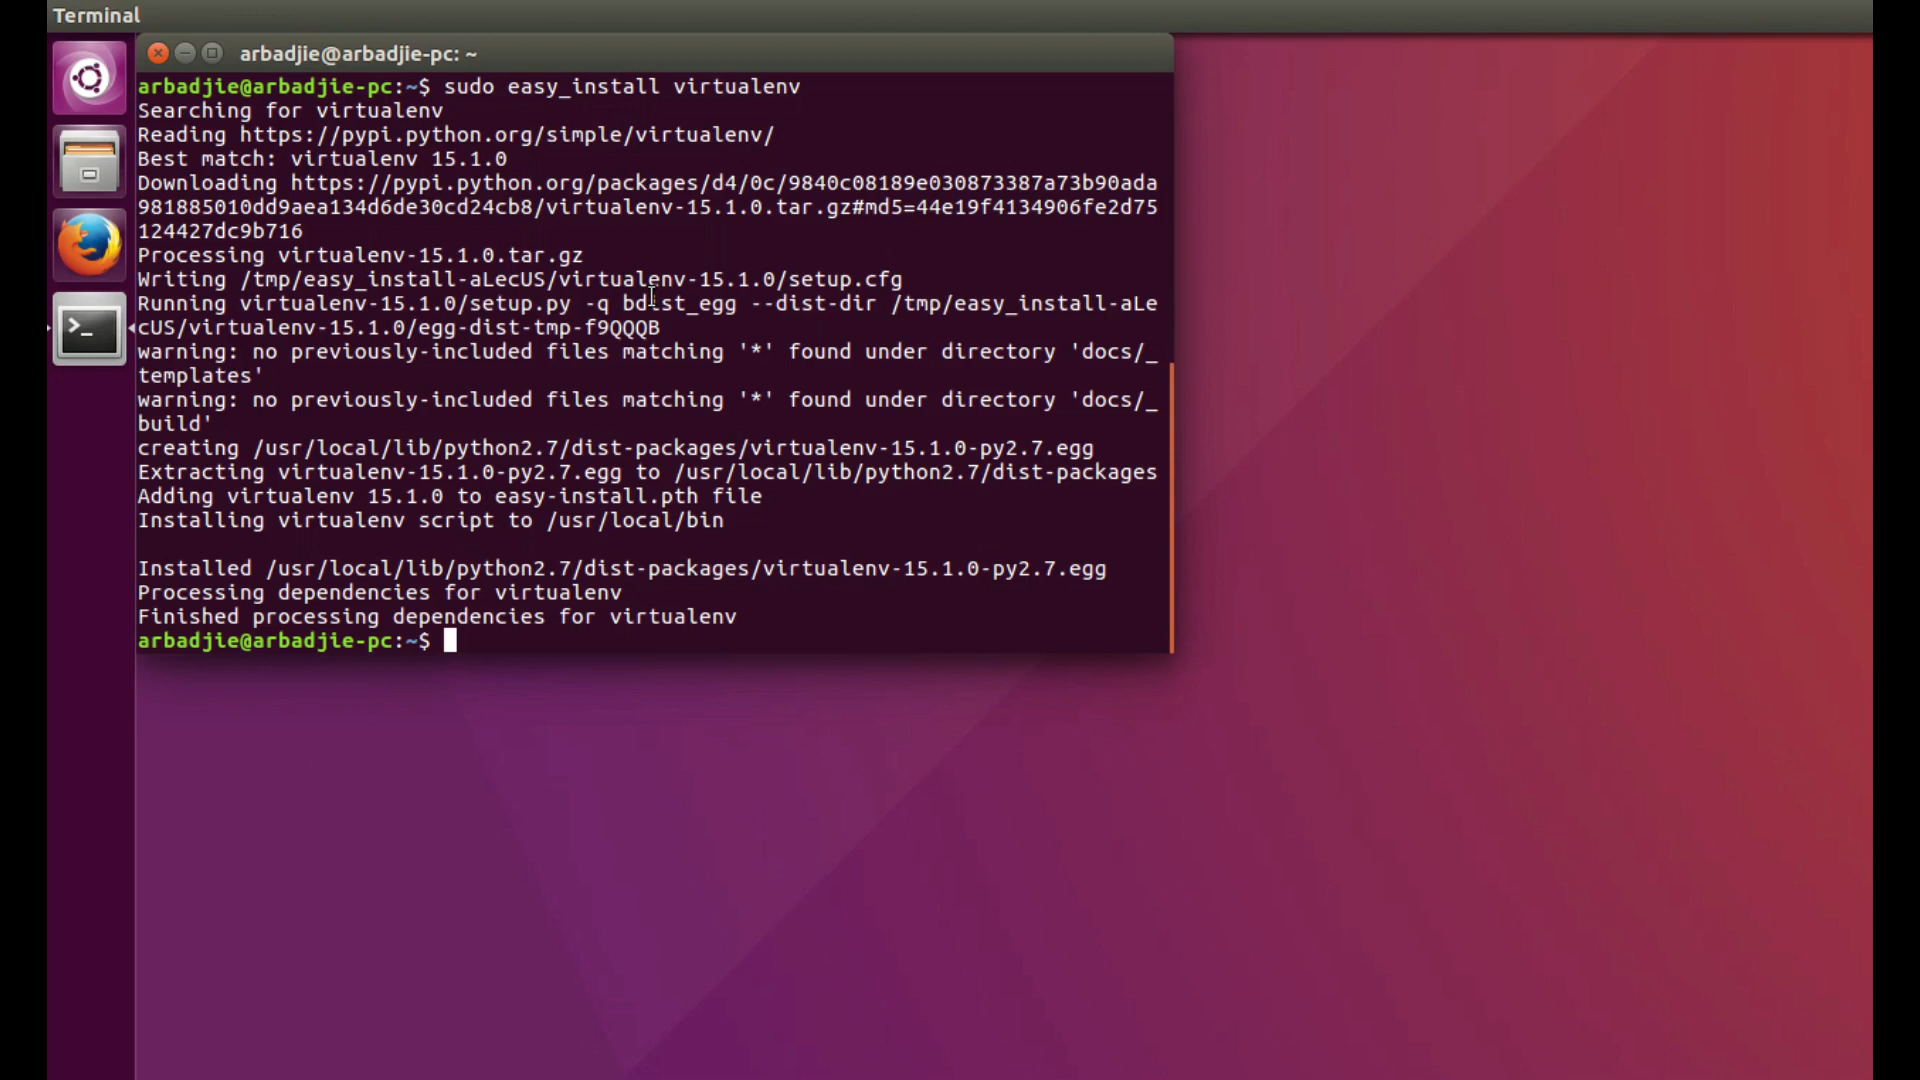 Terminal
arbadjie@arbadjie-pc: ~
arbadjie@arbadjie-pc:~$ sudo easy_install virtualenv
Searching for virtualenv
Reading https://pypi.python.org/simple/virtualenv/
Best match: virtualenv 15.1.0
Downloading https://pypi.python.org/packages/d4/0c/9840c08189e030873387a73b90ada
981885010dd9aea134d6de30cd24cb8/virtualenv-15.1.0.tar.gz#md5=44e19f4134906fe2d75
124427dc9b716
Processing virtualenv-15.1.0.tar.gz
Writing /tmp/easy_install-aLecUS/virtualenv-15.1.0/setup.cfg
Running virtualenv-15.1.0/setup.py -q bdist_egg --dist-dir /tmp/easy_install-aLe
cUS/virtualenv-15.1.0/egg-dist-tmp-f9QQQB
warning: no previously-included files matching '*' found under directory 'docs/_
templates'
warning: no previously-included files matching '*' found under directory 'docs/_
build'
creating /usr/local/lib/python2.7/dist-packages/virtualenv-15.1.0-py2.7.egg
Extracting virtualenv-15.1.0-py2.7.egg to /usr/local/lib/python2.7/dist-packages
Adding virtualenv 15.1.0 to easy-install.pth file
Installing virtualenv script to /usr/local/bin
Installed /usr/local/lib/python2.7/dist-packages/virtualenv-15.1.0-py2.7.egg
Processing dependencies for virtualenv
Finished processing dependencies for virtualenv
arbadjie@arbadjie-pc:~$